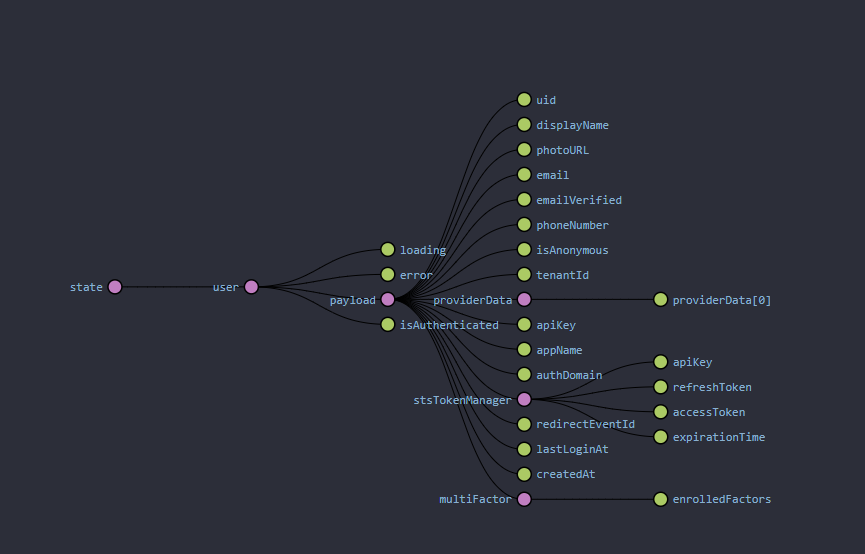 uid
displayName
photoURL
email
emailVerified
phoneNumber
loading
isAnonymous
error
tenantId
state
user
payload
providerData
providerData[0]
isAuthenticated
apiKey
appName
apiKey
authDomain
refreshToken
stsTokenManager
accessToken
redirectEventId
expirationTime
lastLoginAt
createdAt
multiFactor
enrolledFactors